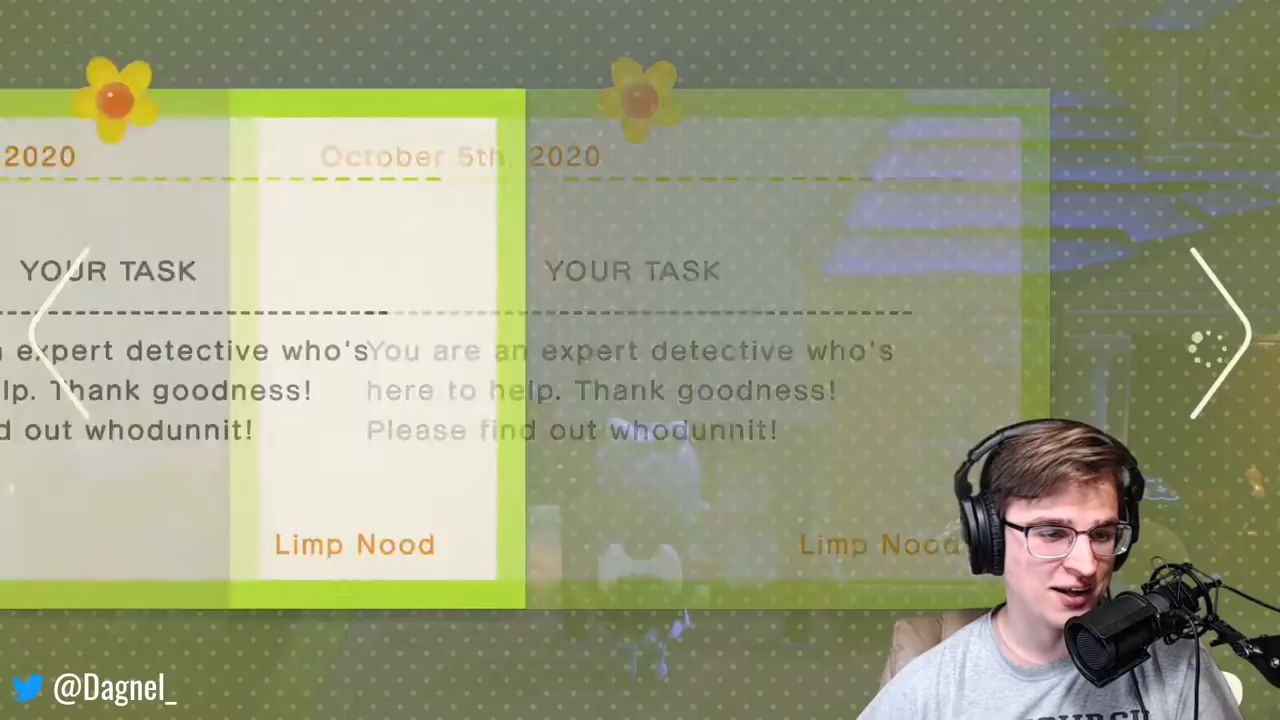 2020
October 5th, 2020
YOUR TASK
YOUR TASK
expert detective who's
You are an expert detective who's
lp. Thank goodness!
here to help. Thank goodness!
d out whodunnit!
Please find out whodunnit!
Limp Nood
Limp Nood
@Dagnel_